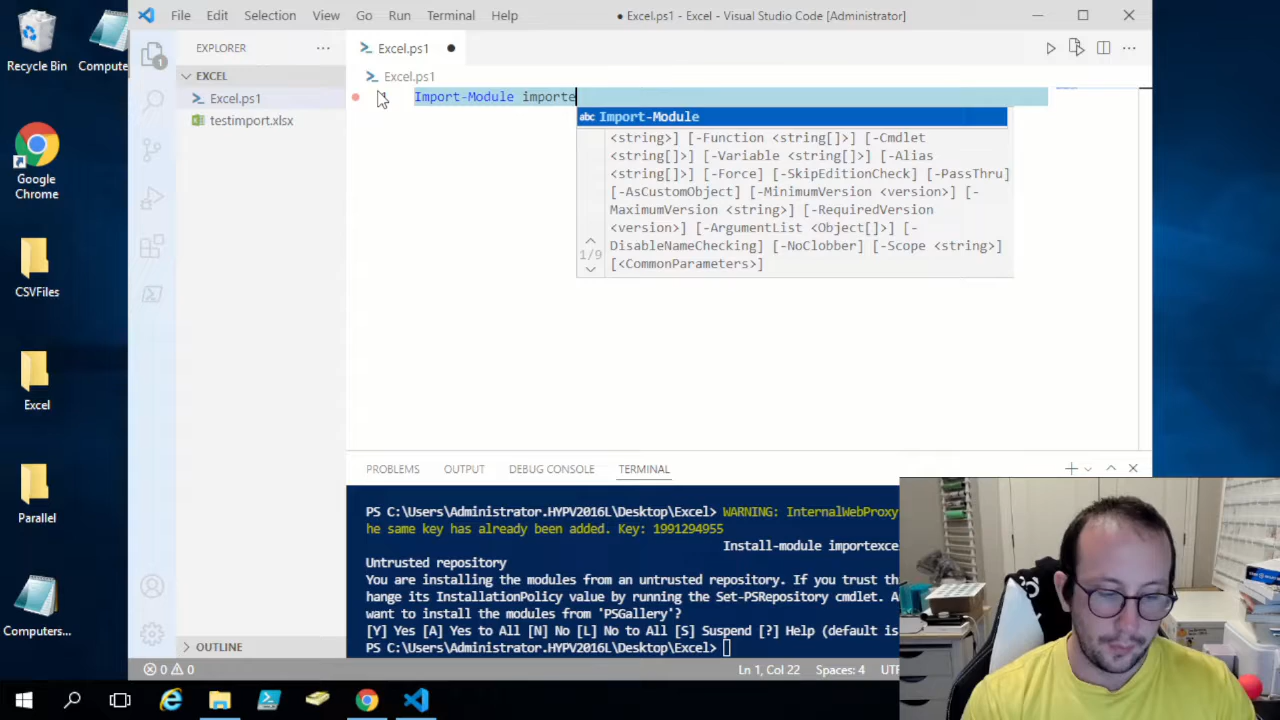 Recycle Bin
Compute
Google
Chrome
CSVFiles
Excel
Parallel
Computers...
File Edit Selection View Go Run Terminal Help
● Excel.ps1 - Excel - Visual Studio Code [Administrator]
EXPLORER
Excel.ps1
1
EXCEL
Excel.ps1
Excel.ps1
testimport.xlsx
Import-Module importe
abc Import-Module
<string>] [-Function <string[]>] [-Cmdlet
<string[]>] [-Variable <string[]>] [-Alias
<string[]>] [-Force] [-SkipEditionCheck] [-PassThru]
[-AsCustomObject] [-MinimumVersion <version>] [-
MaximumVersion <string>] [-RequiredVersion
<version>] [-ArgumentList <Object[]>] [-
DisableNameChecking] [-NoClobber] [-Scope <string>]
[<CommonParameters>]
1/9
PROBLEMS OUTPUT DEBUG CONSOLE TERMINAL
PS C:\Users\Administrator.HYPV2016L\Desktop\Excel> WARNING: InternalWebProxy
he same key has already been added. Key: 1991294955
Install-module importexce
Untrusted repository
You are installing the modules from an untrusted repository. If you trust th
hange its InstallationPolicy value by running the Set-PSRepository cmdlet. A
want to install the modules from 'PSGallery'?
[Y] Yes [A] Yes to All [N] No [L] No to All [S] Suspend [?] Help (default is
PS C:\Users\Administrator.HYPV2016L\Desktop\Excel>
OUTLINE
0 0
Ln 1, Col 22 Spaces: 4 UTF